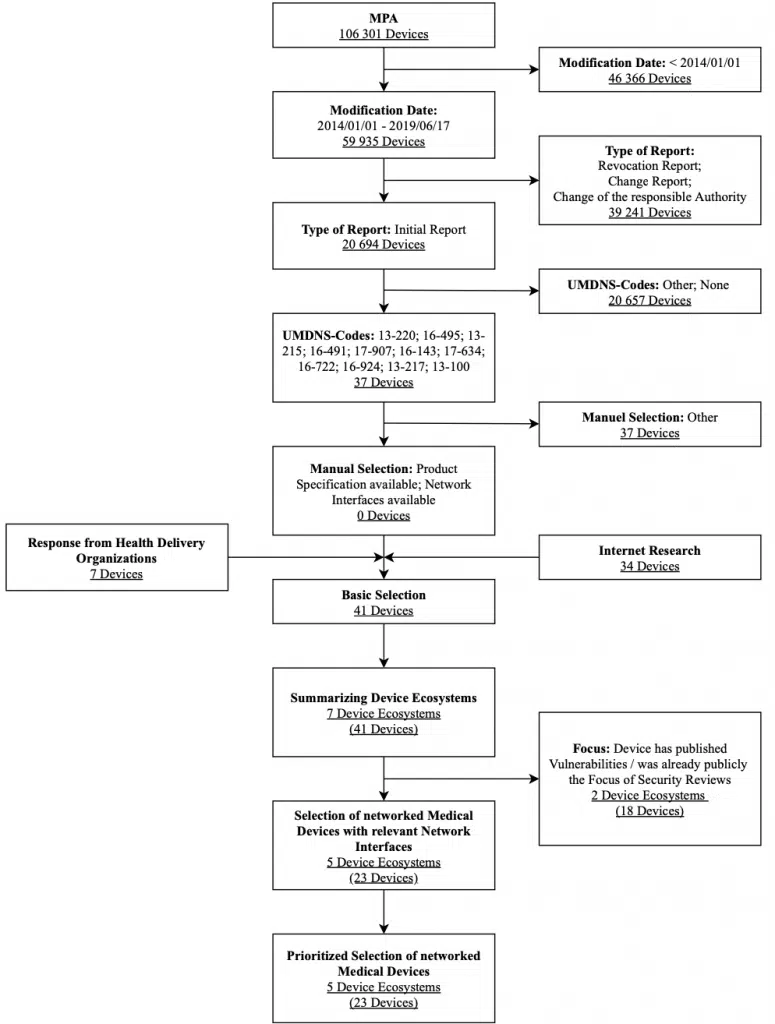 MPA
106 301 Devices
Modification Date: < 2014/01/01
46 366 Devices
Modification Date:
2014/01/01 - 2019/06/17
59 935 Devices
Type of Report:
Revocation Report;
Change Report;
Change of the responsible Authority
39 241 Devices
Type of Report: Initial Report
20 694 Devices
UMDNS-Codes: Other; None
20 657 Devices
UMDNS-Codes: 13-220; 16-495; 13-
215; 16-491; 17-907; 16-143; 17-634;
16-722; 16-924; 13-217; 13-100
37 Devices
Manuel Selection: Other
37 Devices
Manual Selection: Product
Specification available; Network
Interfaces available
0 Devices
Response from Health Delivery
Organizations
7 Devices
Internet Research
34 Devices
Basic Selection
41 Devices
Summarizing Device Ecosystems
7 Device Ecosystems
(41 Devices)
Focus: Device has published
Vulnerabilities / was already publicly
the Focus of Security Reviews
2 Device Ecosystems
(18 Devices)
Selection of networked Medical
Devices with relevant Network
Interfaces
5 Device Ecosystems
(23 Devices)
Prioritized Selection of networked
Medical Devices
5 Device Ecosystems
(23 Devices)